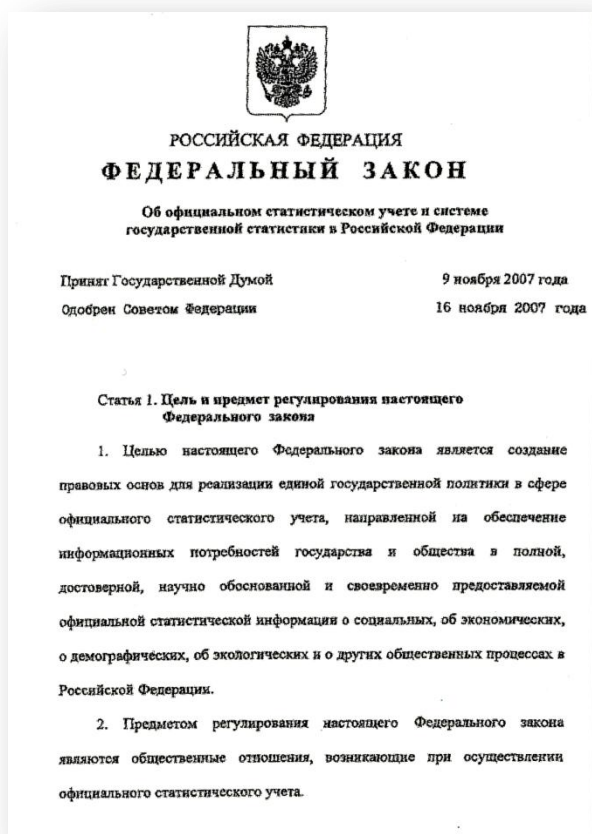 РОССИЙСКАЯ ФЕДЕРАЦИЯ
ФЕДЕРАЛЬНЫЙ ЗАКОН
Об официальном статистическом учете и системе
государственной статистики в Российской Федерации
Принят Государственной Думой 9 ноября 2007 года
Одобрен Советом Федерации 16 ноября 2007 года
Статья 1. Цель и предмет регулирования настоящего
Федерального закона
1. Целью настоящего Федерального закона является создание
правовых основ для реализации единой государственной политики в сфере
официального статистического учета, направленной на обеспечение
информационных потребностей государства и общества в полной,
достоверной, научно обоснованной и своевременно предоставляемой
официальной статистической информации о социальных, об экономических,
о демографических, об экологических и о других общественных процессах в
Российской Федерации.
2. Предметом регулирования настоящего Федерального закона
являются общественные отношения, возникающие при осуществлении
официального статистического учета.